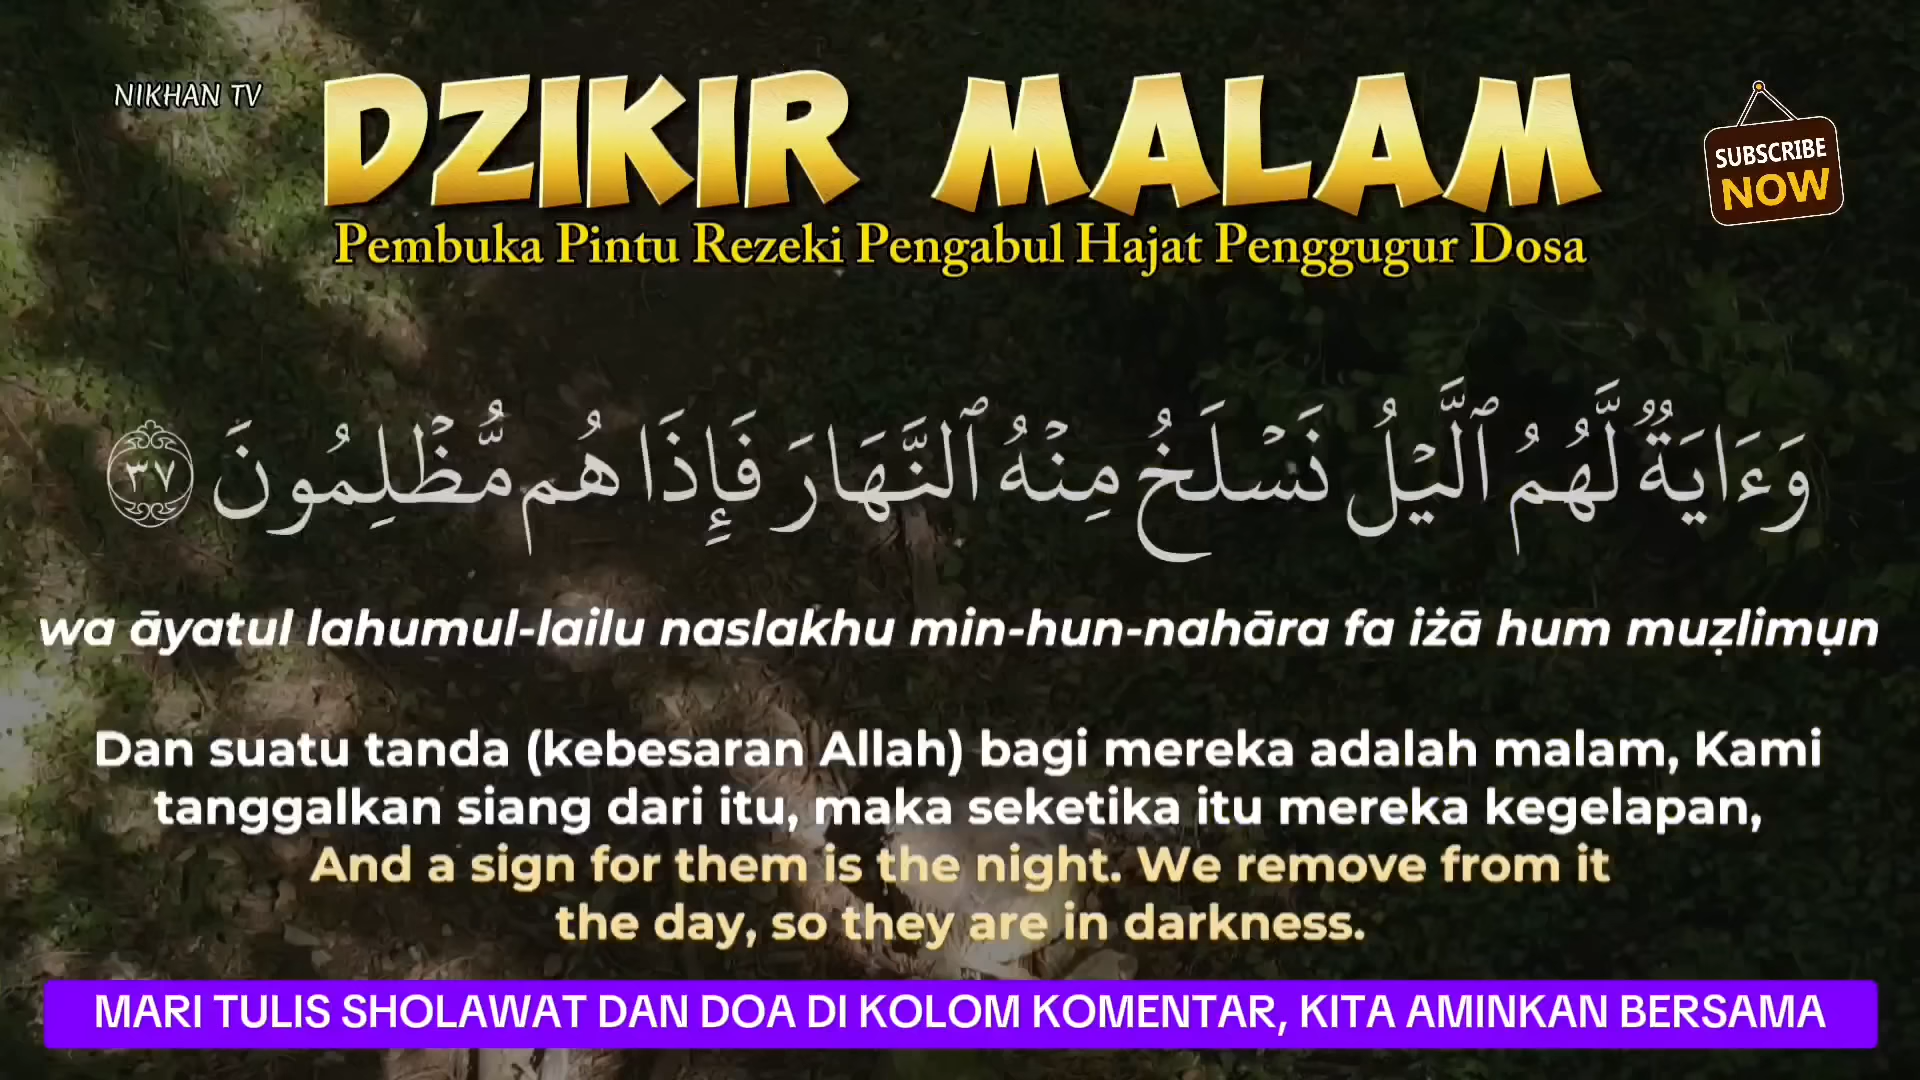 NIKHAN TV
DZIKIR MALAM
SUBSCRIBE
NOW
Pembuka Pintu Rezeki Pengabul Hajat Penggugur Dosa
وَءَايَةٌ لَّهُمُ ٱلَّيْلُ نَسْلَخُ مِنْهُ ٱلنَّهَارَ فَإِذَا هُم مُّظْلِمُونَ ٣٧
wa āyatul lahumul-lailu naslakhu min-hun-nahāra fa iżā hum muẓlimụn
Dan suatu tanda (kebesaran Allah) bagi mereka adalah malam, Kami
tanggalkan siang dari itu, maka seketika itu mereka kegelapan,
And a sign for them is the night. We remove from it
the day, so they are in darkness.
MARI TULIS SHOLAWAT DAN DOA DI KOLOM KOMENTAR, KITA AMINKAN BERSAMA